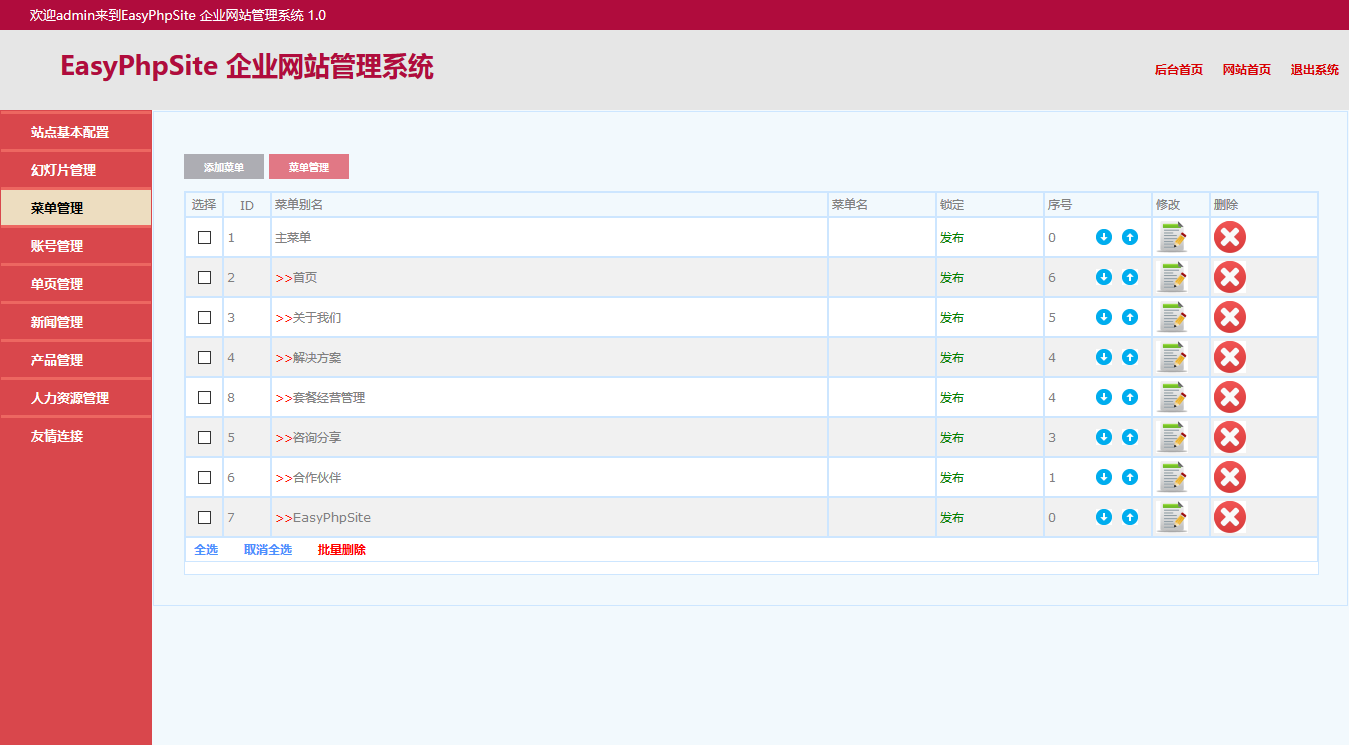 欢迎admin来到EasyPhpSite 企业网站管理系统 1.0
EasyPhpSite 企业网站管理系统
后台首页 网站首页 退出系统
站点基本配置
幻灯片管理
菜单管理
账号管理
单页管理
新闻管理
产品管理
人力资源管理
友情连接
添加菜单 菜单管理
选择 ID 菜单别名 菜单名 锁定 序号 修改 删除
1 主菜单 发布 0
2 >>首页 发布 6
3 >>关于我们 发布 5
4 >>解决方案 发布 4
8 >>套餐经营管理 发布 4
5 >>咨询分享 发布 3
6 >>合作伙伴 发布 1
7 >>EasyPhpSite 发布 0
全选 取消全选 批量删除